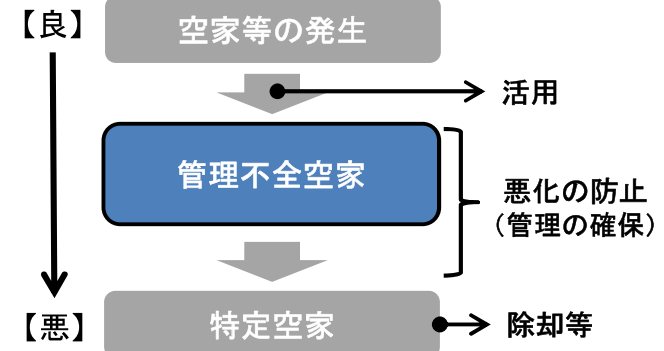 【良】
空家等の発生
活用
管理不全空家
悪化の防止
（管理の確保）
【悪】
特定空家
除却等